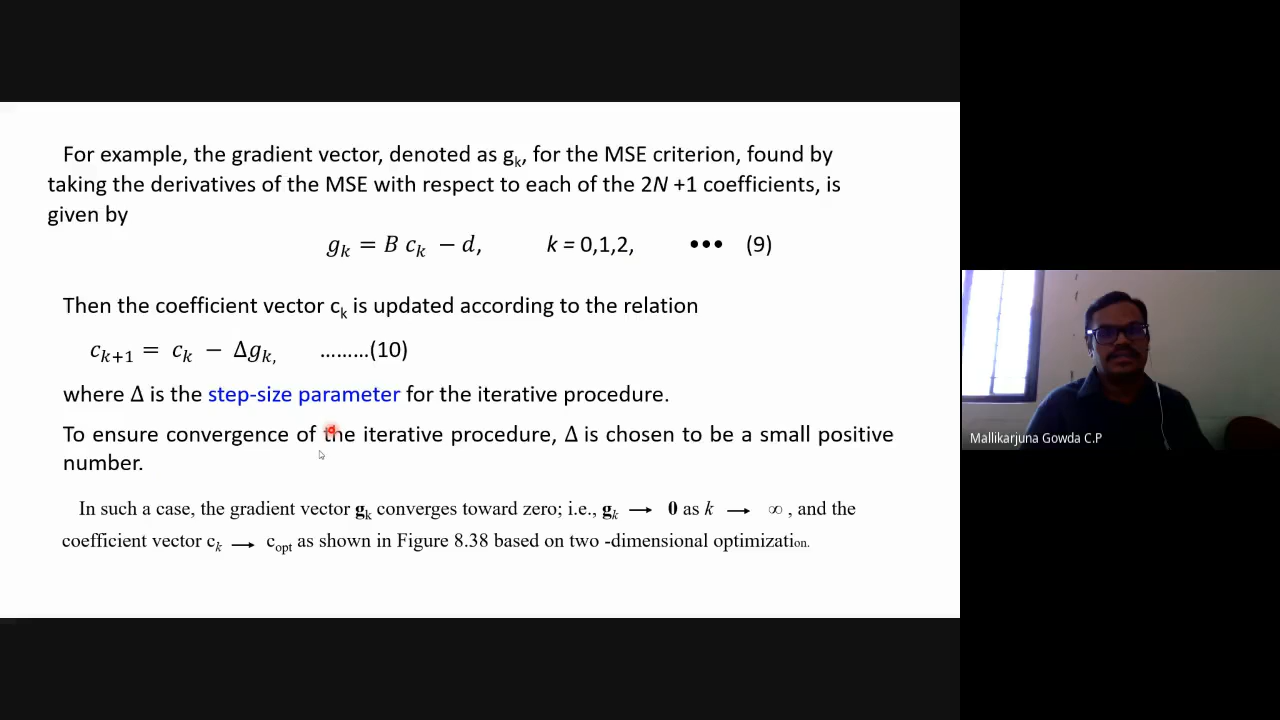 For example, the gradient vector, denoted as gk, for the MSE criterion, found by
taking the derivatives of the MSE with respect to each of the 2N +1 coefficients, is
given by
gk = B ck − d, k = 0,1,2, ••• (9)
Then the coefficient vector ck is updated according to the relation
ck+1 = ck − Δgk, .........(10)
where Δ is the step-size parameter for the iterative procedure.
To ensure convergence of the iterative procedure, Δ is chosen to be a small positive
number.
In such a case, the gradient vector gk converges toward zero; i.e., gk → 0 as k → ∞ , and the
coefficient vector ck → copt as shown in Figure 8.38 based on two -dimensional optimization.
Mallikarjuna Gowda C.P